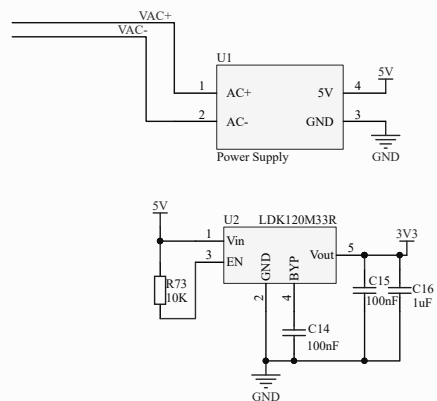 VAC+
VAC-
U1
1 AC+ 5V 4 5V
2 AC- GND 3
Power Supply GND
5V U2 LDK120M33R 3V3
1 Vin Vout 5
3 EN
R73
10K
GND BYP
2 4
C15
100nF
C16
1uF
C14
100nF
GND